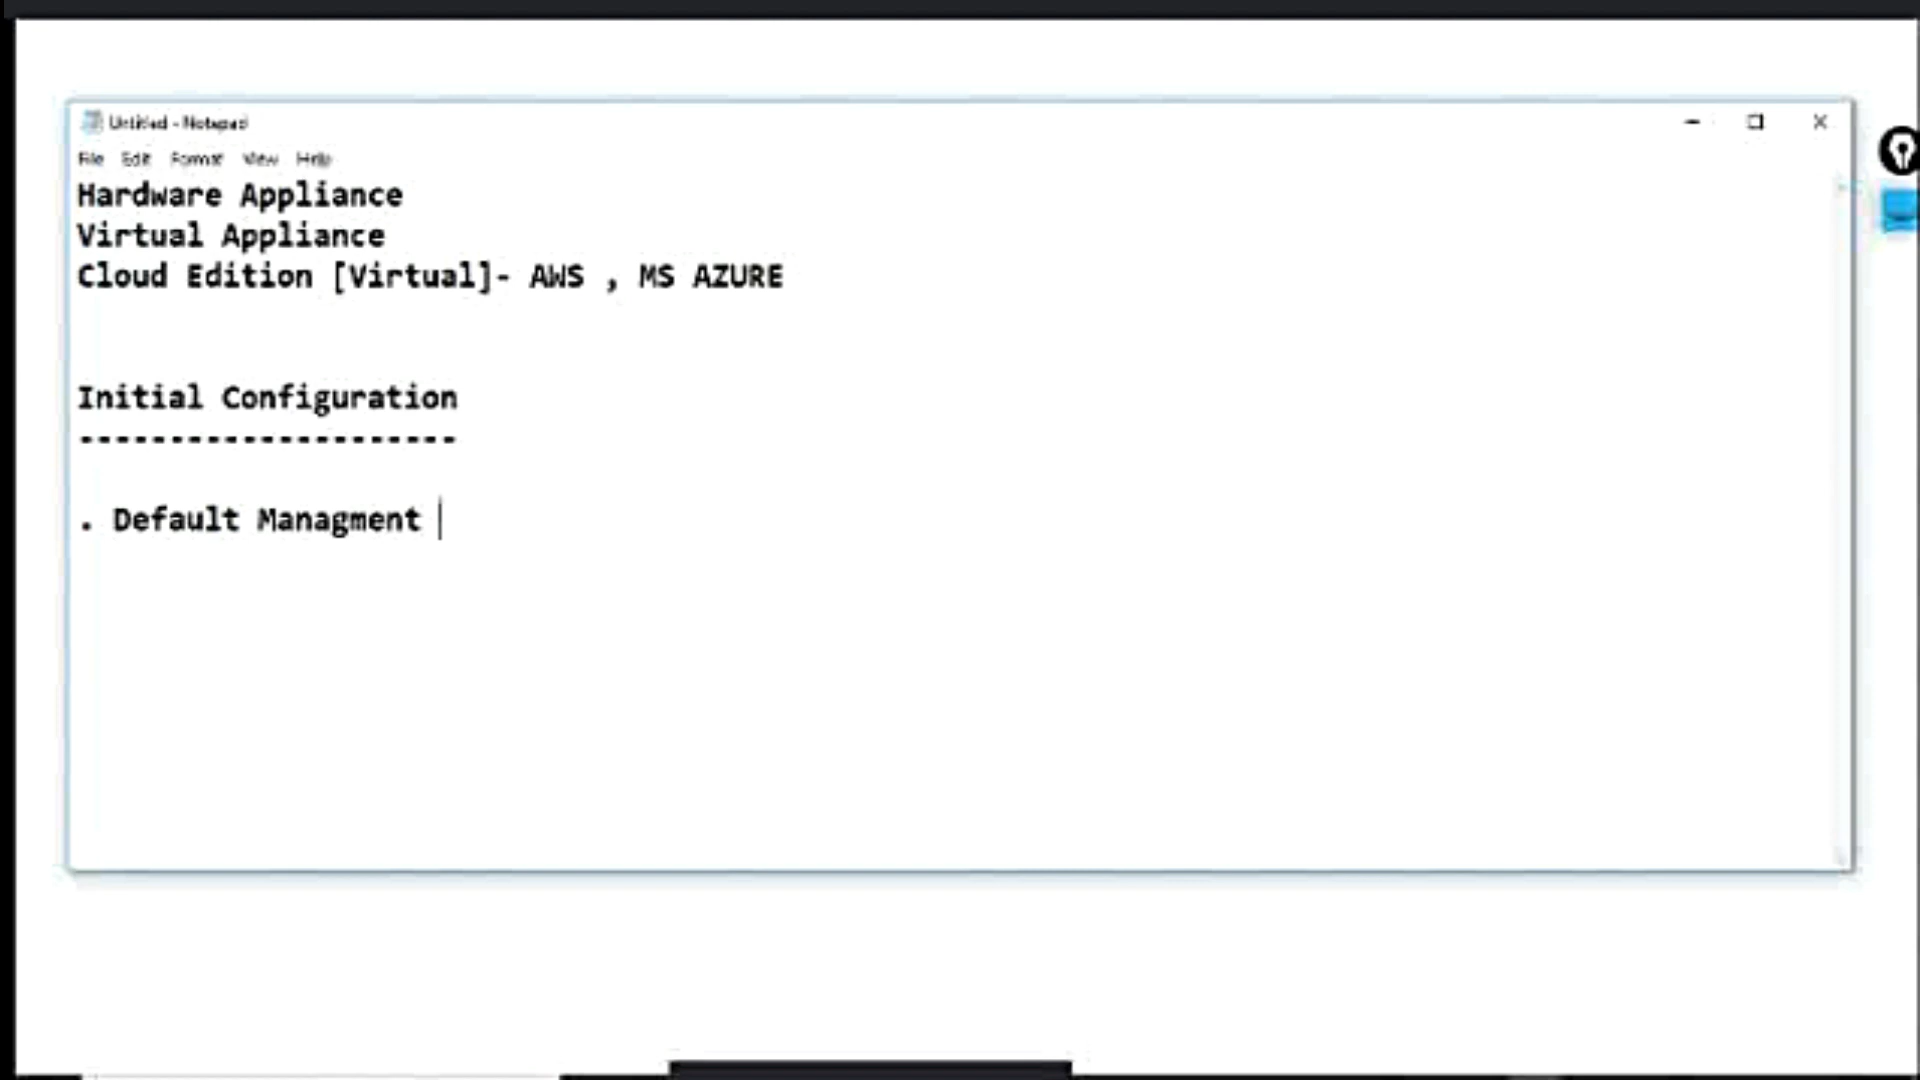 Untitled - Notepad
File Edit Format View Help
Hardware Appliance
Virtual Appliance
Cloud Edition [Virtual]- AWS , MS AZURE
Initial Configuration
---------------------
. Default Managment